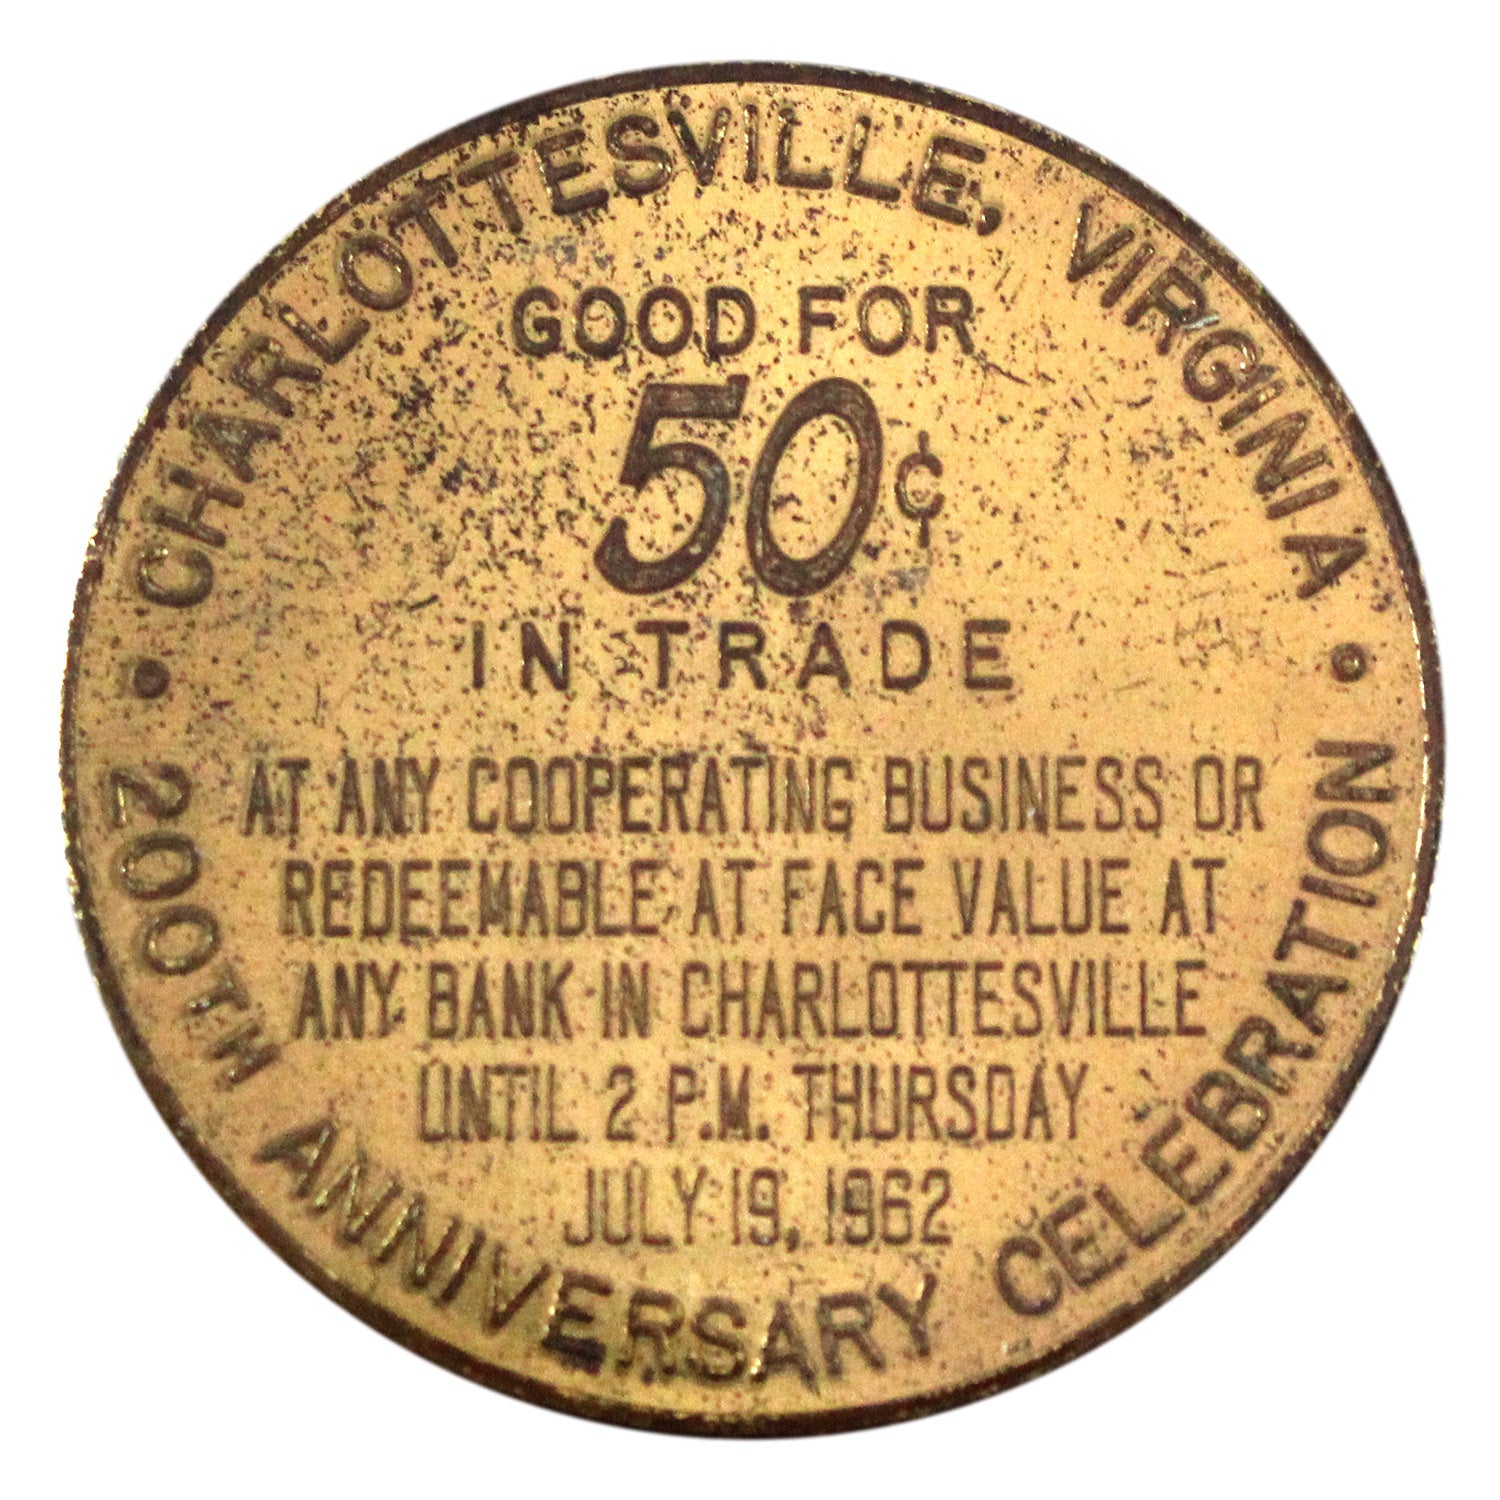 • CHARLOTTESVILLE, VIRGINIA •
GOOD FOR
50¢
IN TRADE
AT ANY COOPERATING BUSINESS OR
REDEEMABLE AT FACE VALUE AT
ANY BANK IN CHARLOTTESVILLE
UNTIL 2 P.M. THURSDAY
JULY 19, 1962
200TH ANNIVERSARY CELEBRATION